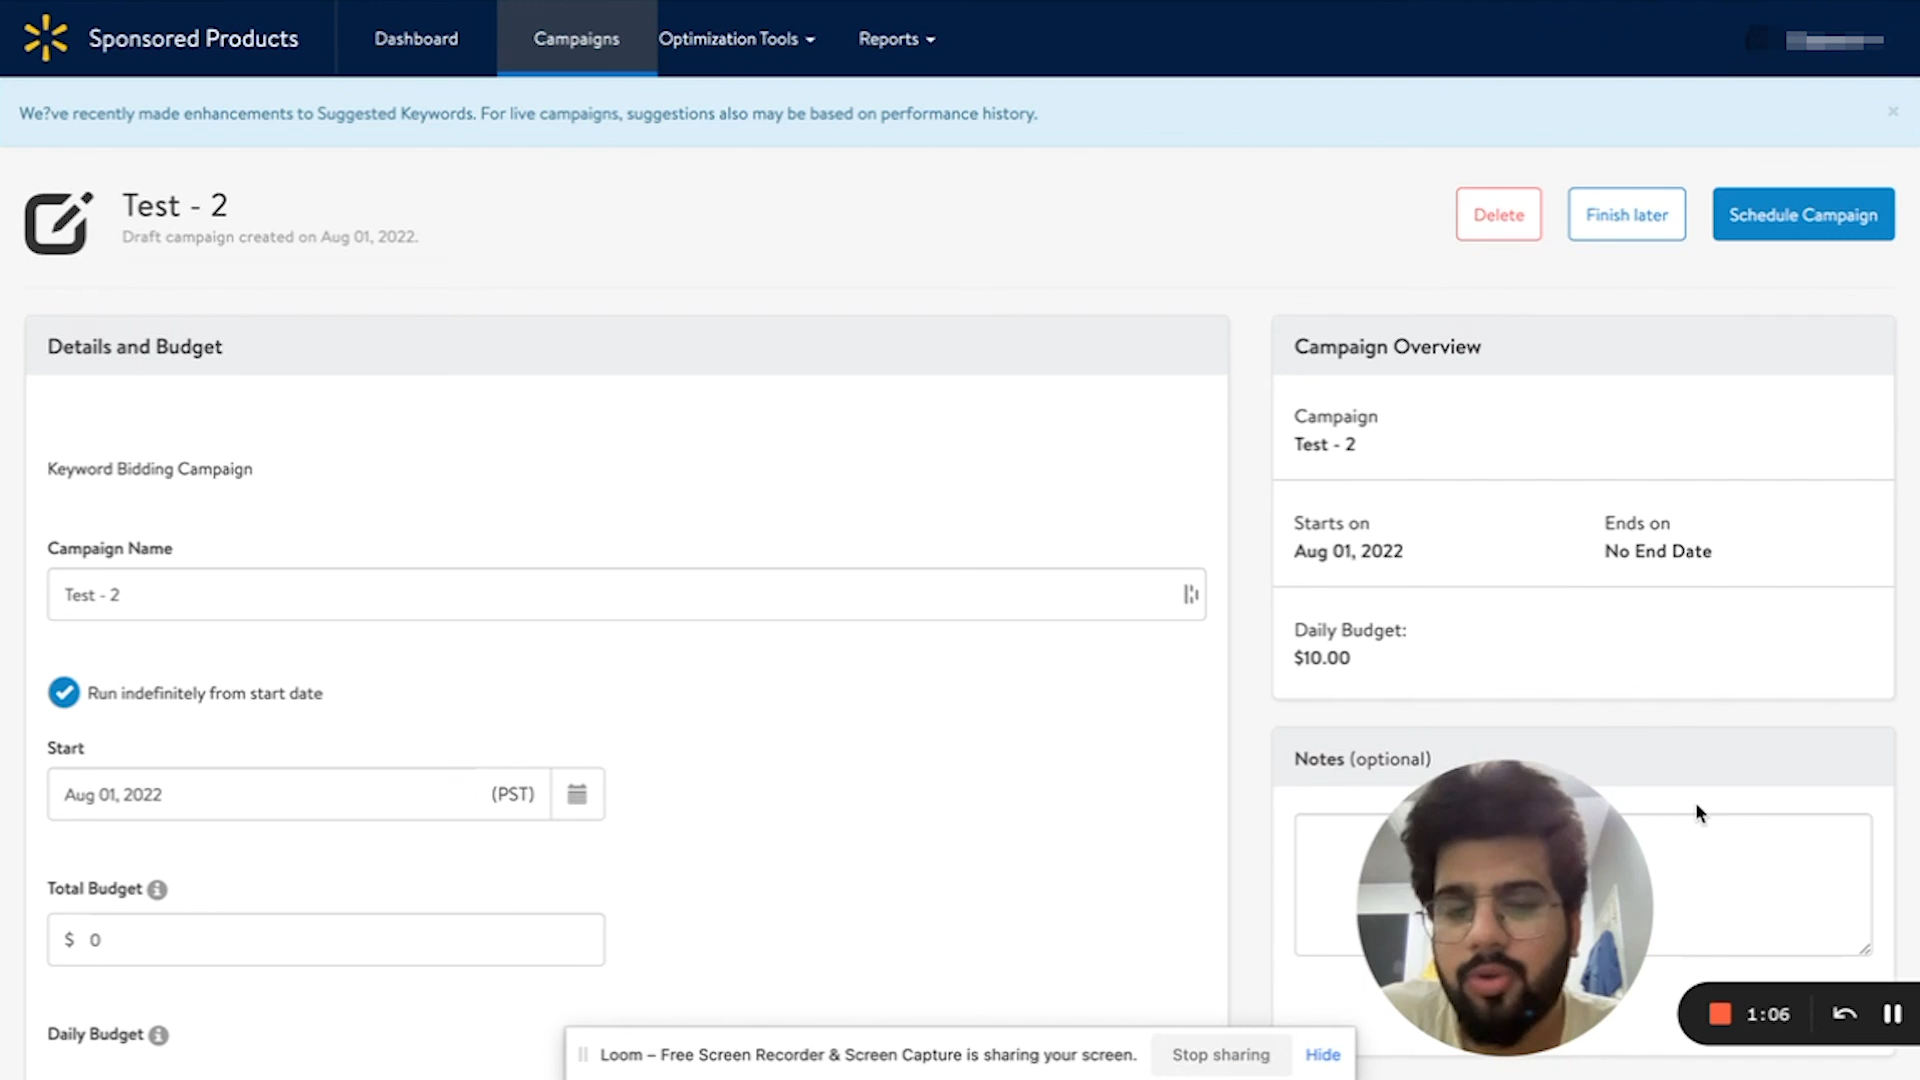 Sponsored Products
Dashboard
Campaigns
Optimization Tools
Reports
We?ve recently made enhancements to Suggested Keywords. For live campaigns, suggestions also may be based on performance history.
×
Test - 2
Draft campaign created on Aug 01, 2022.
Delete
Finish later
Schedule Campaign
Details and Budget
Keyword Bidding Campaign
Campaign Name
Test - 2
Run indefinitely from start date
Start
Aug 01, 2022 (PST)
Total Budget
$ 0
Daily Budget
Campaign Overview
Campaign
Test - 2
Starts on
Aug 01, 2022
Ends on
No End Date
Daily Budget:
$10.00
Notes (optional)
1:06
Loom – Free Screen Recorder & Screen Capture is sharing your screen.
Stop sharing
Hide